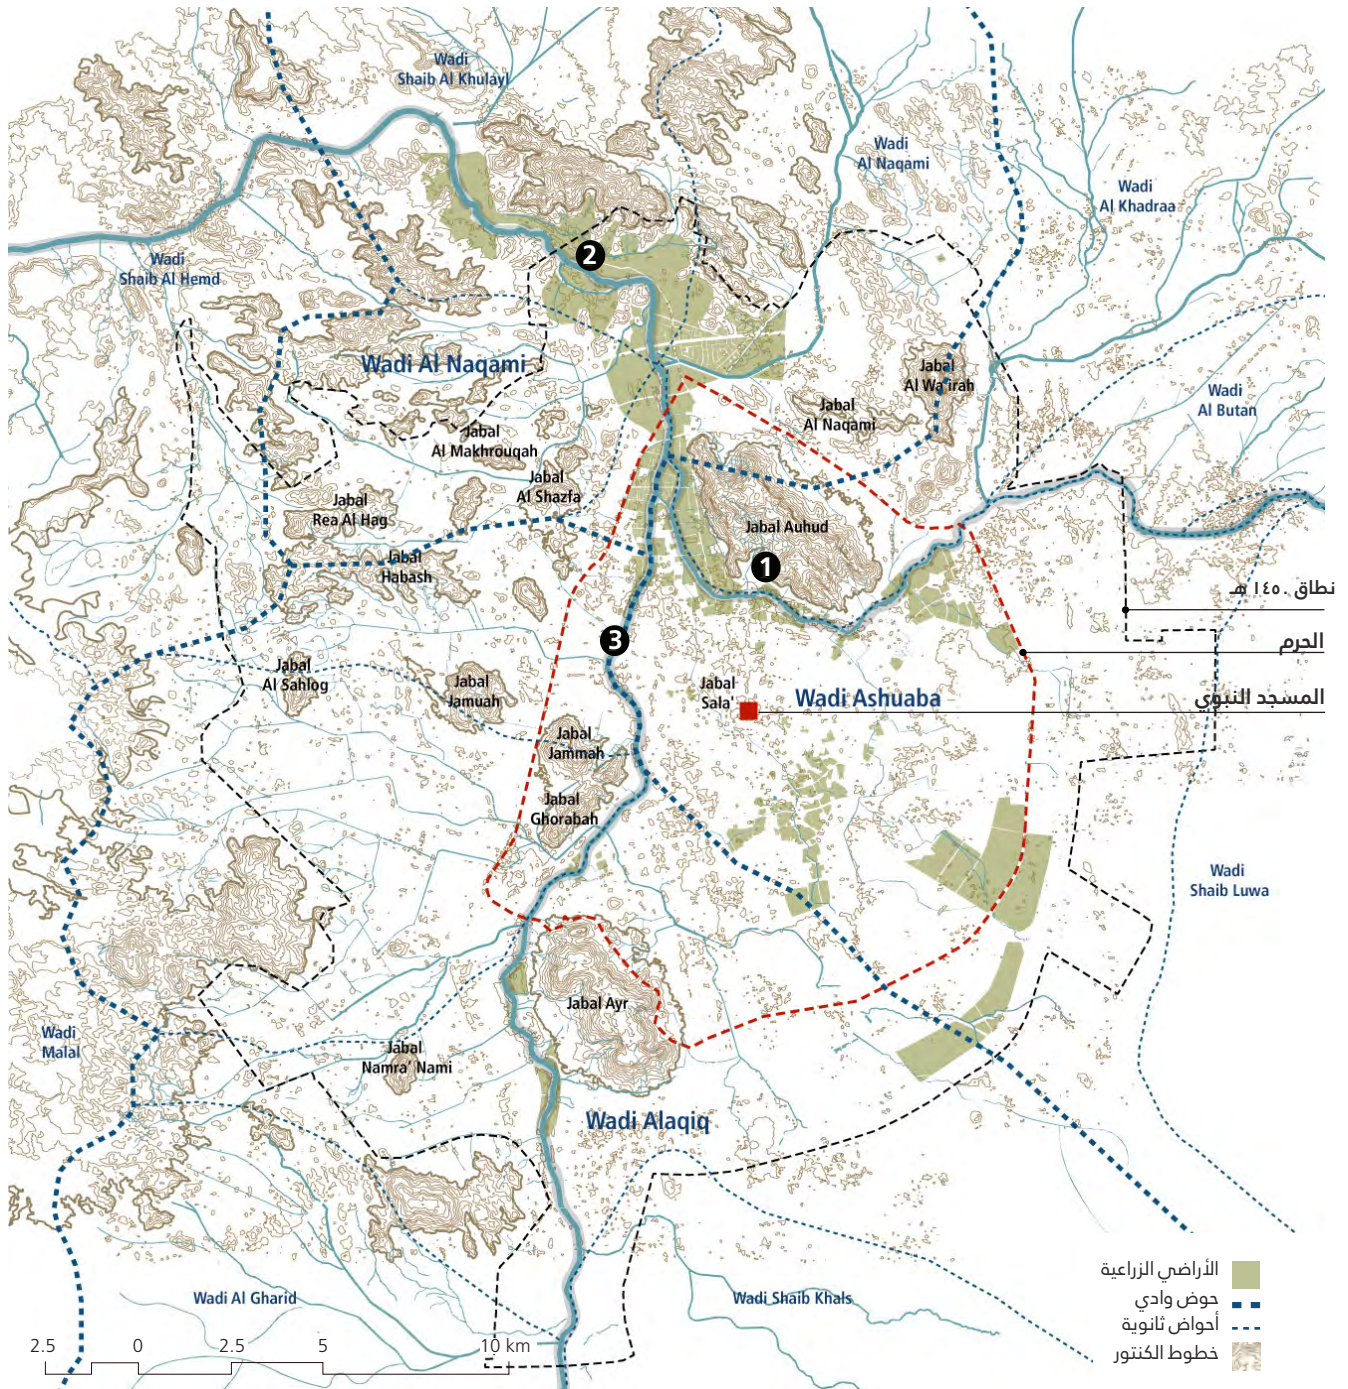 Wadi
Shaib Al Khulayl
Wadi
Al Naqami
Wadi
Al Khadraa
2
Wadi
Shaib Al Hemd
Wadi Al Naqami
Jabal
Al Wa'irah
Wadi
Al Butan
Jabal
Al Naqami
Jabal
Al Makhrouqah
Jabal
Al Shazfa
Jabal
Rea Al Hag
Jabal Auhud
Jabal
Habash
1
نطاق ١٤٥٠ هـ
3
الحرم
Jabal
Al Sahlog
Jabal
Jamuah
Jabal
Sala'
Wadi Ashuaba
المسجد النبوي
Jabal
Jammah
Jabal
Ghorabah
Wadi
Shaib Luwa
Jabal Ayr
Wadi
Malal
Jabal
Namra' Nami
Wadi Alaqiq
Wadi Al Gharid
Wadi Shaib Khals
الأراضي الزراعية
حوض وادي
أحواض ثانوية
خطوط الكنتور
2.5 0 2.5 5 10 km